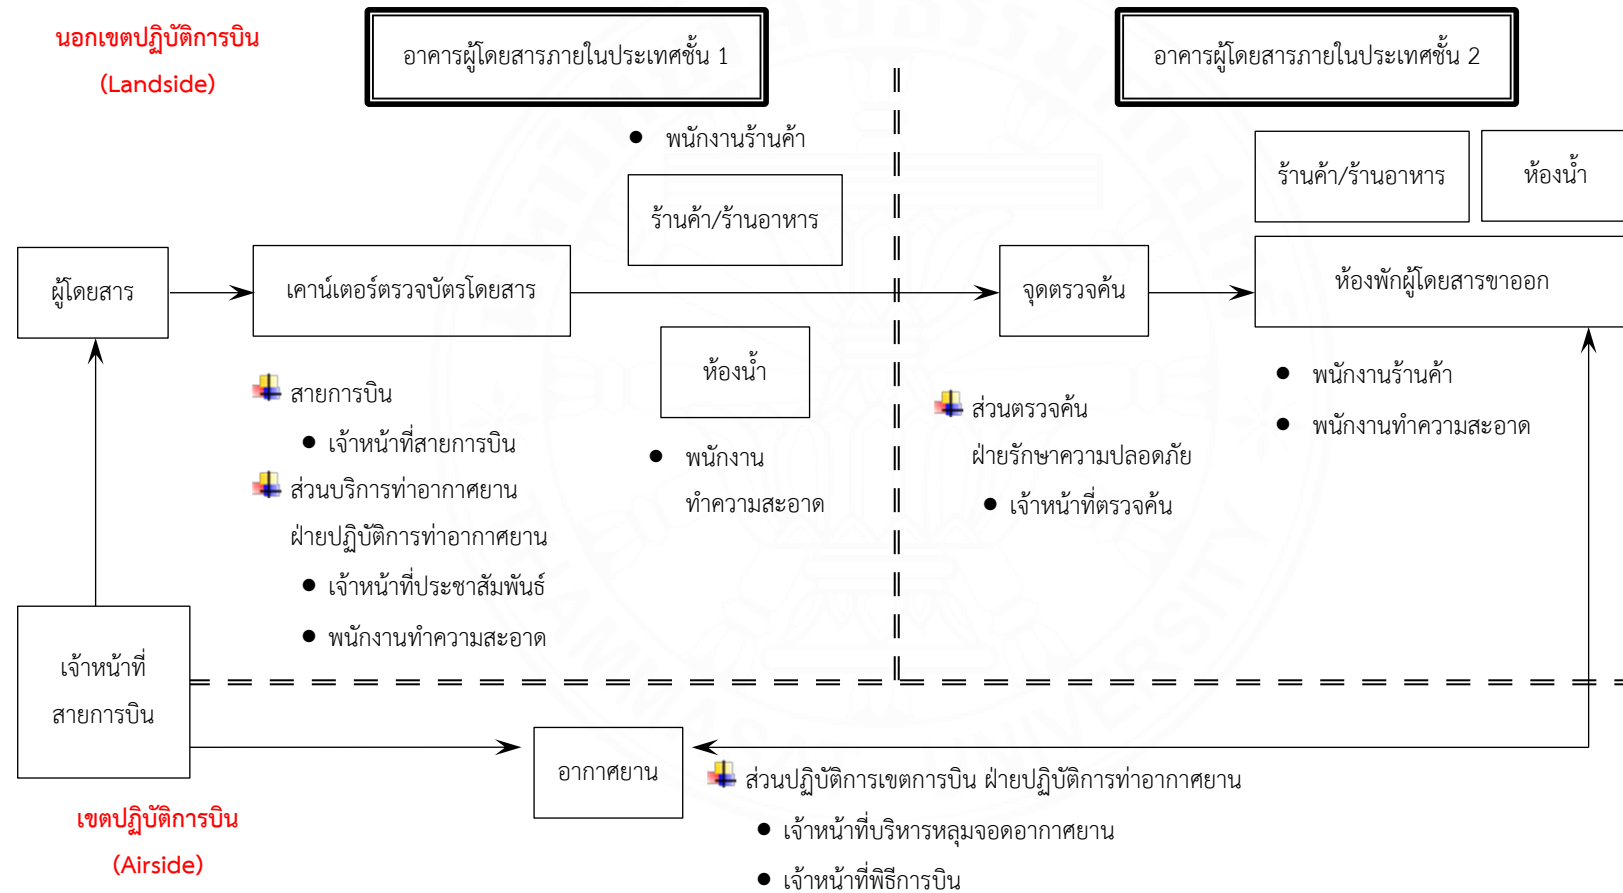 นอกเขตปฏิบัติการบิน
(Landside)
อาคารผู้โดยสารภายในประเทศชั้น 1
อาคารผู้โดยสารภายในประเทศชั้น 2
● พนักงานร้านค้า
ร้านค้า/ร้านอาหาร
ร้านค้า/ร้านอาหาร
ห้องน้ำ
ผู้โดยสาร
เคาน์เตอร์ตรวจบัตรโดยสาร
จุดตรวจค้น
ห้องพักผู้โดยสารขาออก
สายการบิน
● เจ้าหน้าที่สายการบิน
ส่วนบริการท่าอากาศยาน
ฝ่ายปฏิบัติการท่าอากาศยาน
● เจ้าหน้าที่ประชาสัมพันธ์
● พนักงานทำความสะอาด
ห้องน้ำ
● พนักงาน
ทำความสะอาด
ส่วนตรวจค้น
ฝ่ายรักษาความปลอดภัย
● เจ้าหน้าที่ตรวจค้น
● พนักงานร้านค้า
● พนักงานทำความสะอาด
เจ้าหน้าที่
สายการบิน
อากาศยาน
ส่วนปฏิบัติการเขตการบิน ฝ่ายปฏิบัติการท่าอากาศยาน
● เจ้าหน้าที่บริหารหลุมจอดอากาศยาน
● เจ้าหน้าที่พิธีการบิน
เขตปฏิบัติการบิน
(Airside)